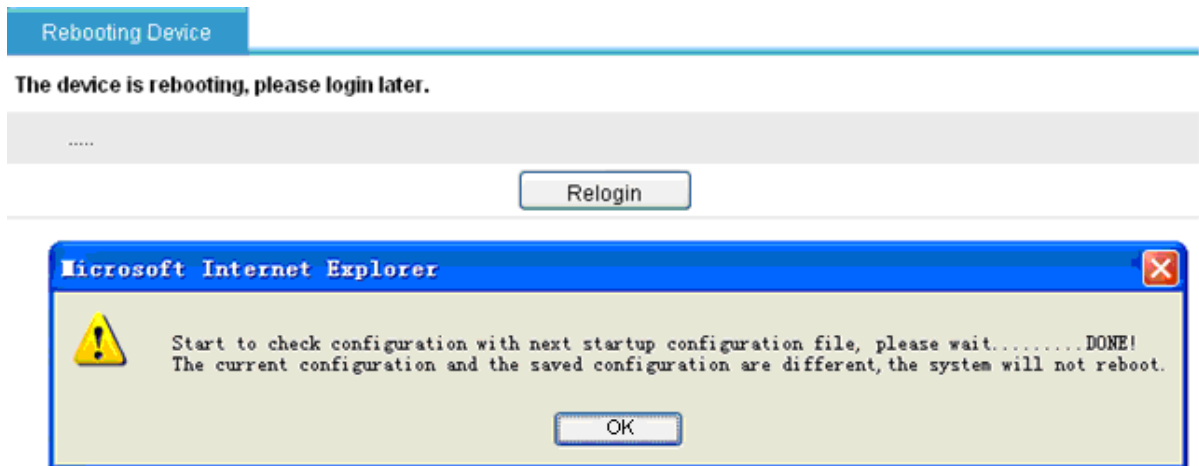 Rebooting Device
The device is rebooting, please login later.
.....
Relogin
Microsoft Internet Explorer
Start to check configuration with next startup configuration file, please wait.........DONE!
The current configuration and the saved configuration are different,the system will not reboot.
OK